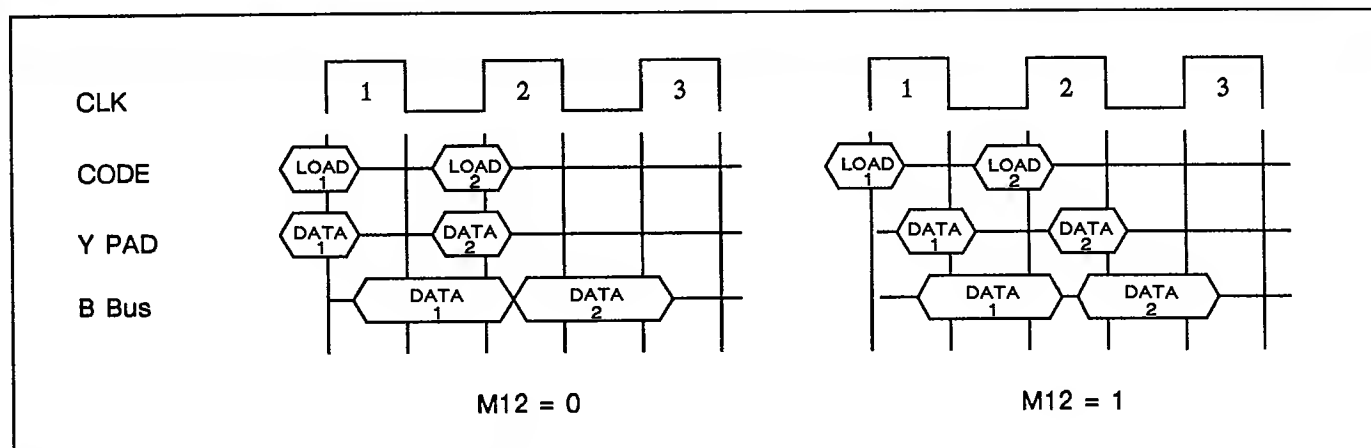 CLK 1 2 3 1 2 3
CODE LOAD 1 LOAD 2 LOAD 1 LOAD 2
Y PAD DATA 1 DATA 2 DATA 1 DATA 2
B Bus DATA 1 DATA 2 DATA 1 DATA 2
M12 = 0 M12 = 1